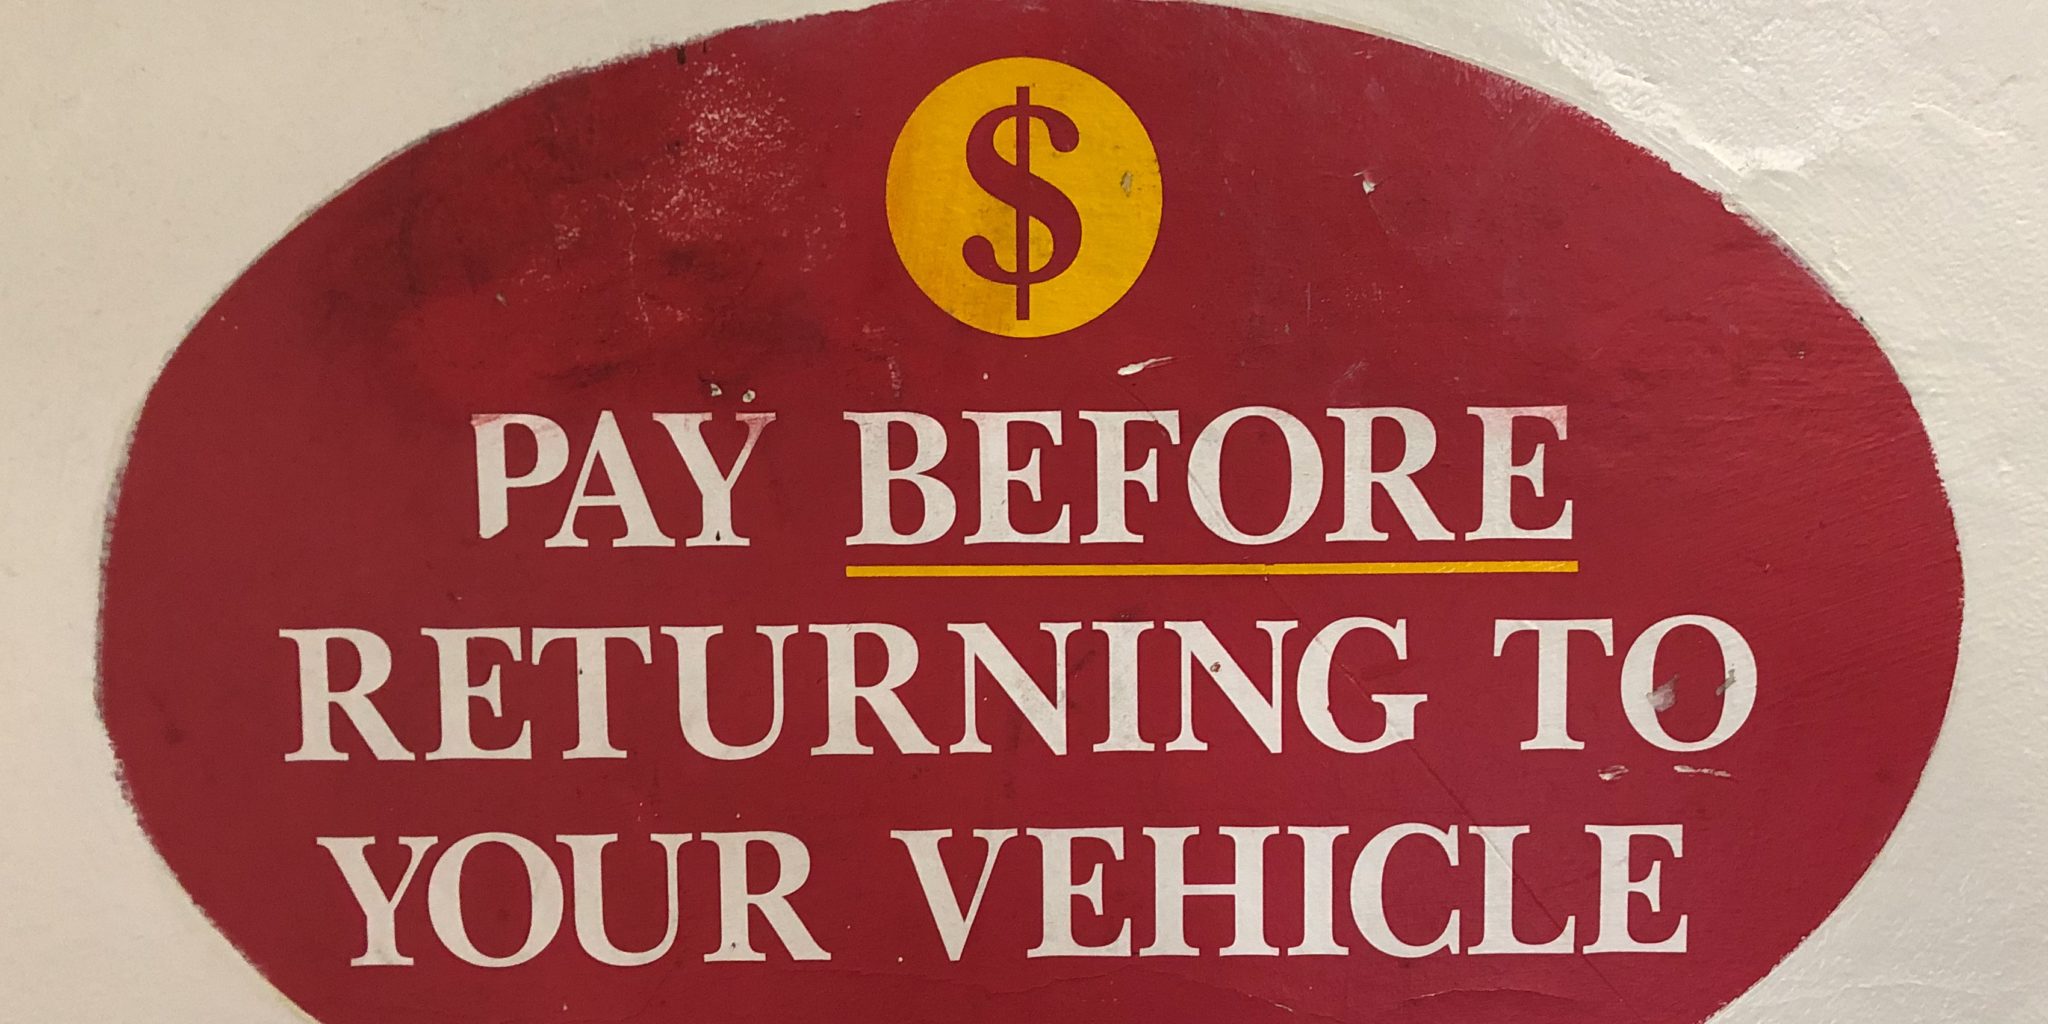 $
PAY BEFORE
RETURNING TO
YOUR VEHICLE